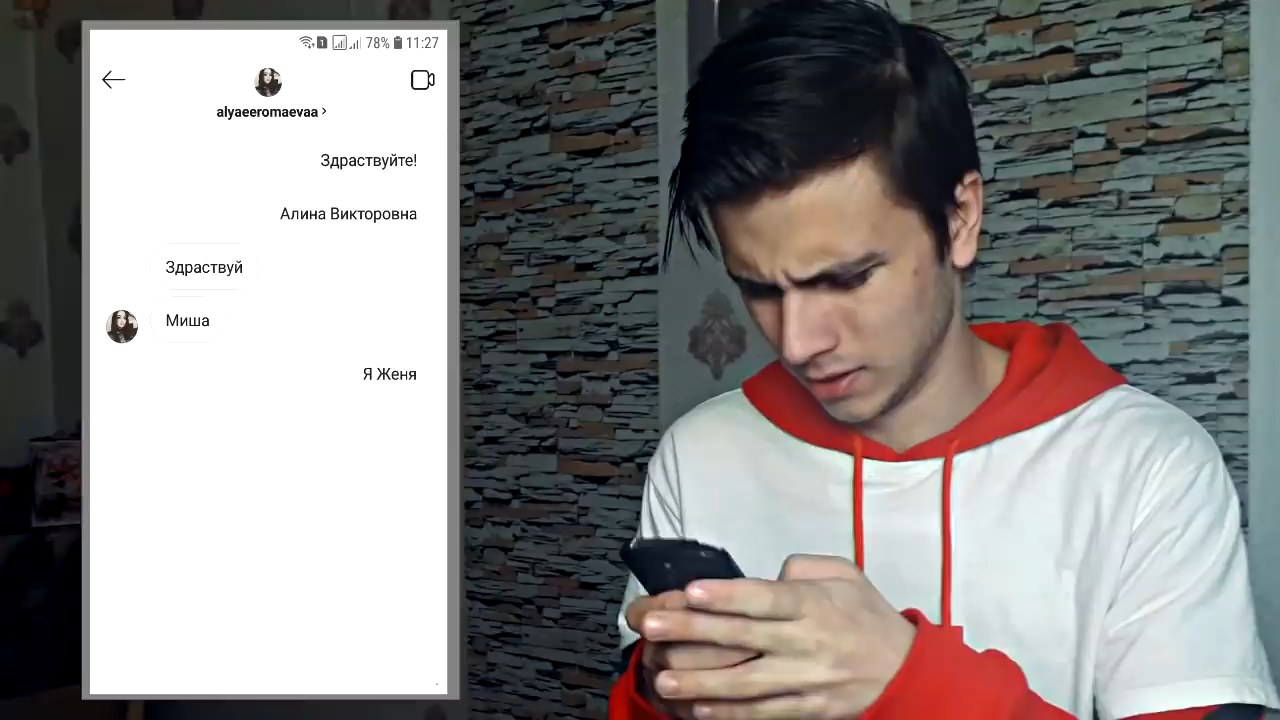 78% 11:27
alyaeeromaevaa
Здраствуйте!
Алина Викторовна
Здраствуй
Миша
Я Женя